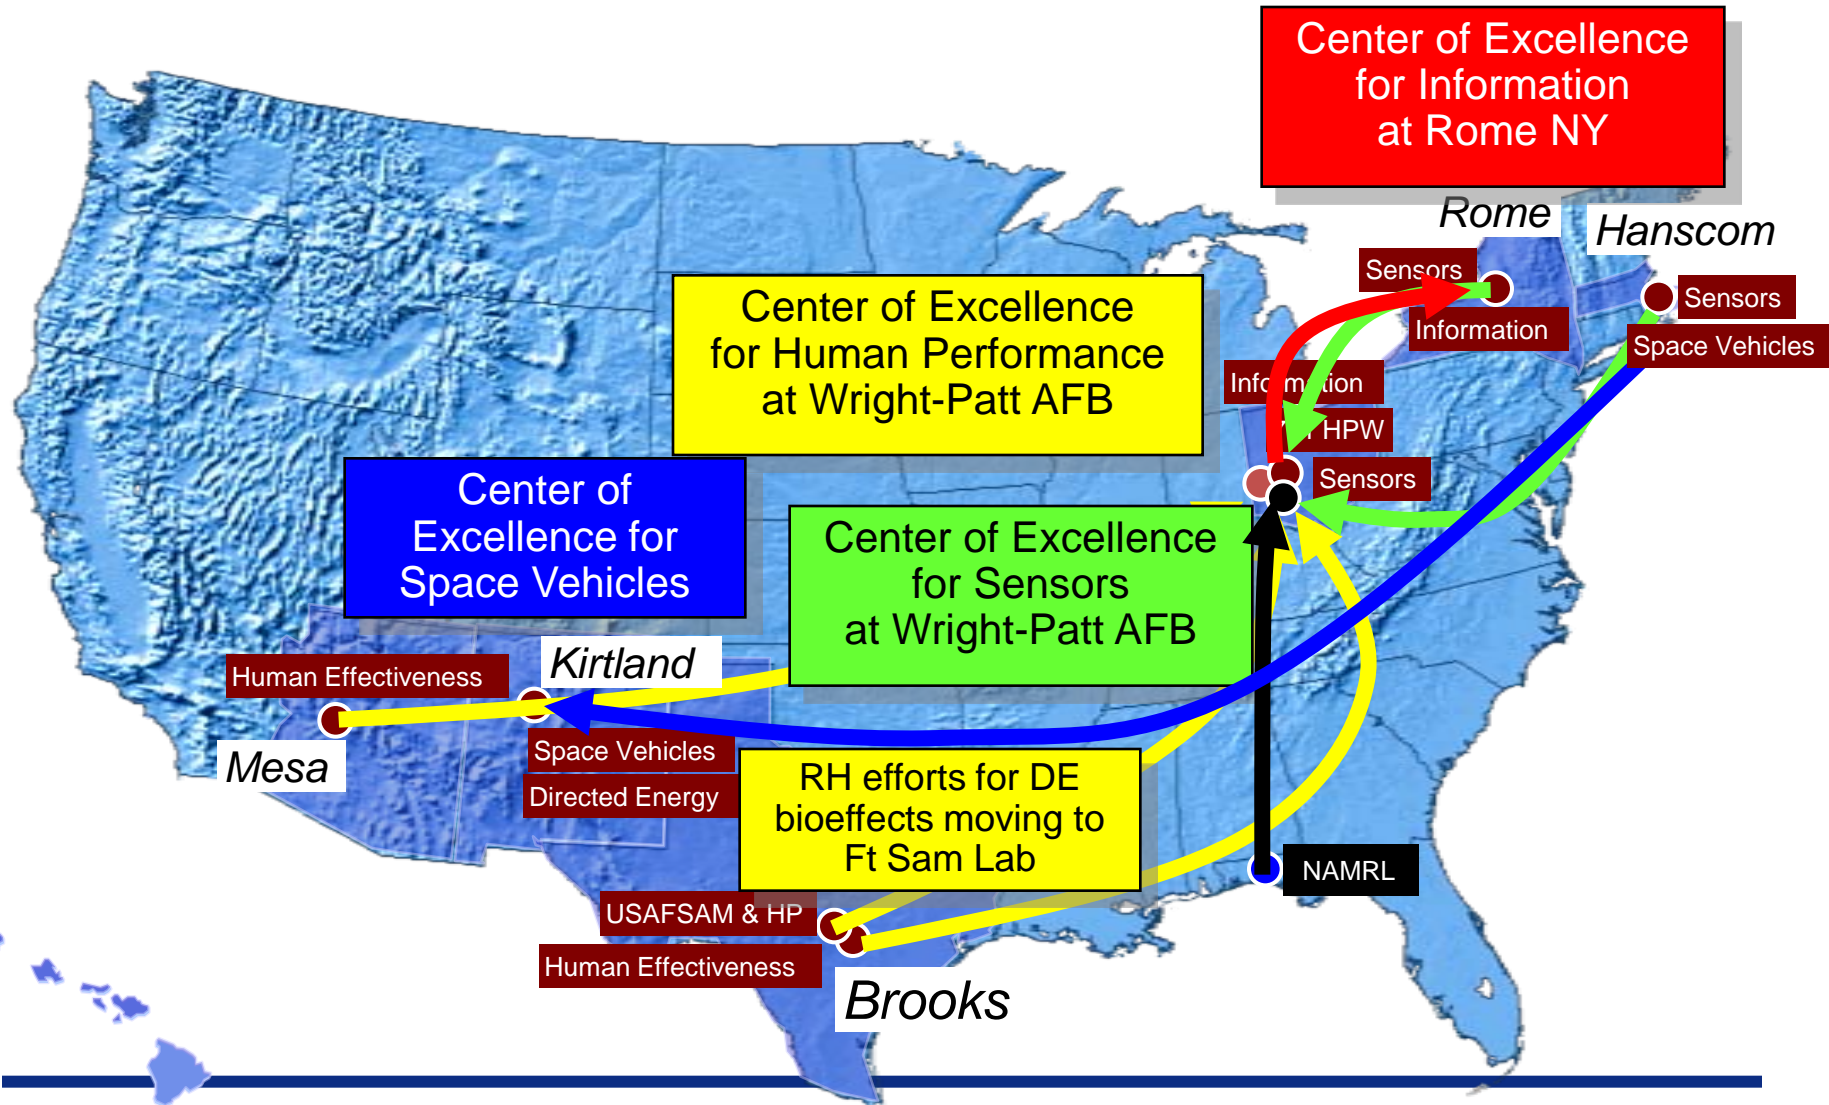 Center of Excellence
for Information
at Rome NY
Rome
Hanscom
Sensors
Information
Sensors
Space Vehicles
Center of Excellence
for Human Performance
at Wright-Patt AFB
Information
HPW
Sensors
Center of
Excellence for
Space Vehicles
Center of Excellence
for Sensors
at Wright-Patt AFB
Human Effectiveness
Kirtland
Mesa
Space Vehicles
Directed Energy
RH efforts for DE
bioeffects moving to
Ft Sam Lab
NAMRL
USAFSAM & HP
Human Effectiveness
Brooks